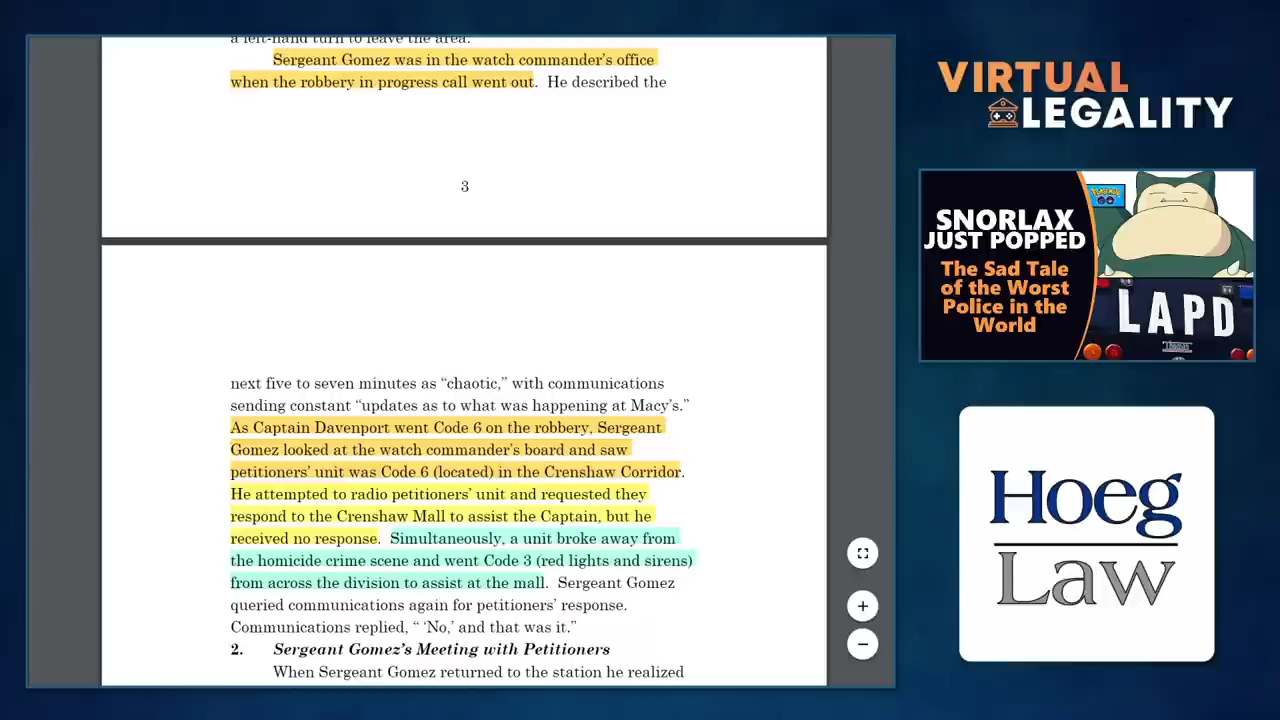 a left-hand turn to leave the area.
Sergeant Gomez was in the watch commander’s office
when the robbery in progress call went out.  He described the
3
next five to seven minutes as “chaotic,” with communications
sending constant “updates as to what was happening at Macy’s.”
As Captain Davenport went Code 6 on the robbery, Sergeant
Gomez looked at the watch commander’s board and saw
petitioners’ unit was Code 6 (located) in the Crenshaw Corridor.
He attempted to radio petitioners’ unit and requested they
respond to the Crenshaw Mall to assist the Captain, but he
received no response.  Simultaneously, a unit broke away from
the homicide crime scene and went Code 3 (red lights and sirens)
from across the division to assist at the mall.  Sergeant Gomez
queried communications again for petitioners’ response.
Communications replied, “ ‘No,’ and that was it.”
2. Sergeant Gomez’s Meeting with Petitioners
When Sergeant Gomez returned to the station he realized
VIRTUAL
LEGALITY
POKÉMON
GO
SNORLAX
JUST POPPED
The Sad Tale
of the Worst
Police in the
World
LAPD
Thomas
Hoeg
Law